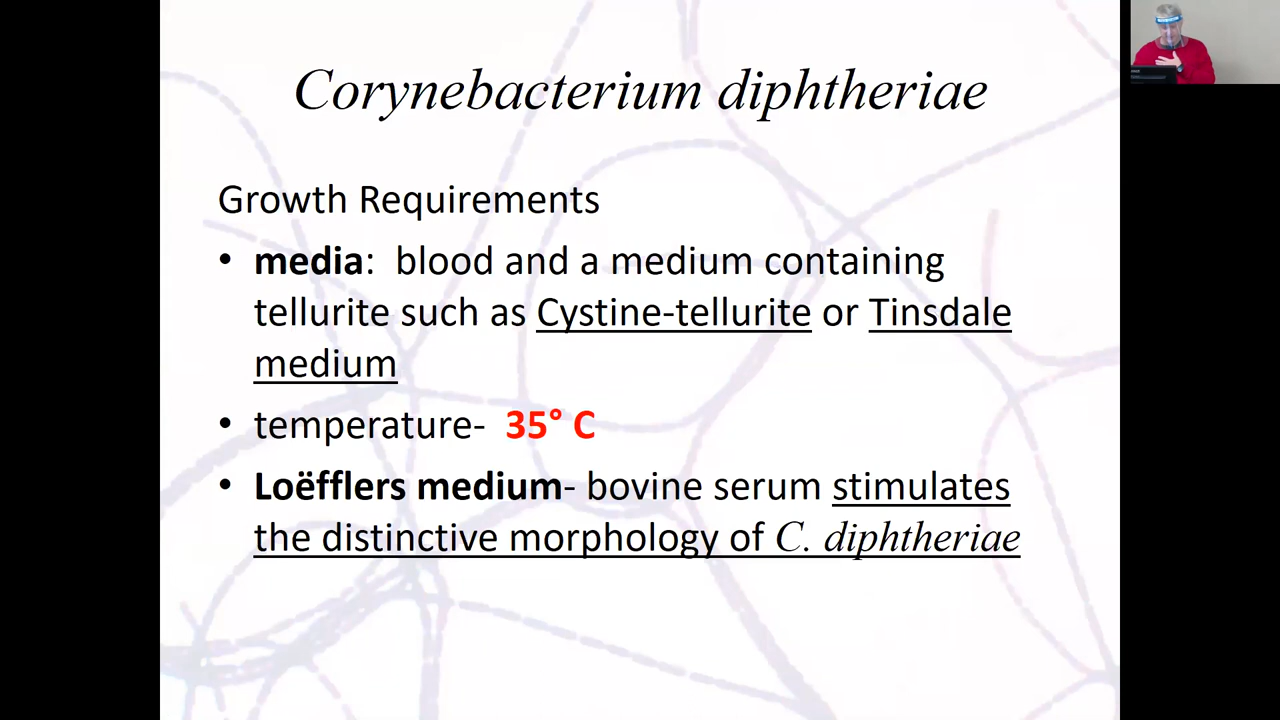 Corynebacterium diphtheriae
Growth Requirements
• media:  blood and a medium containing
tellurite such as Cystine-tellurite or Tinsdale
medium
• temperature-  35° C
• Loëfflers medium- bovine serum stimulates
the distinctive morphology of C. diphtheriae